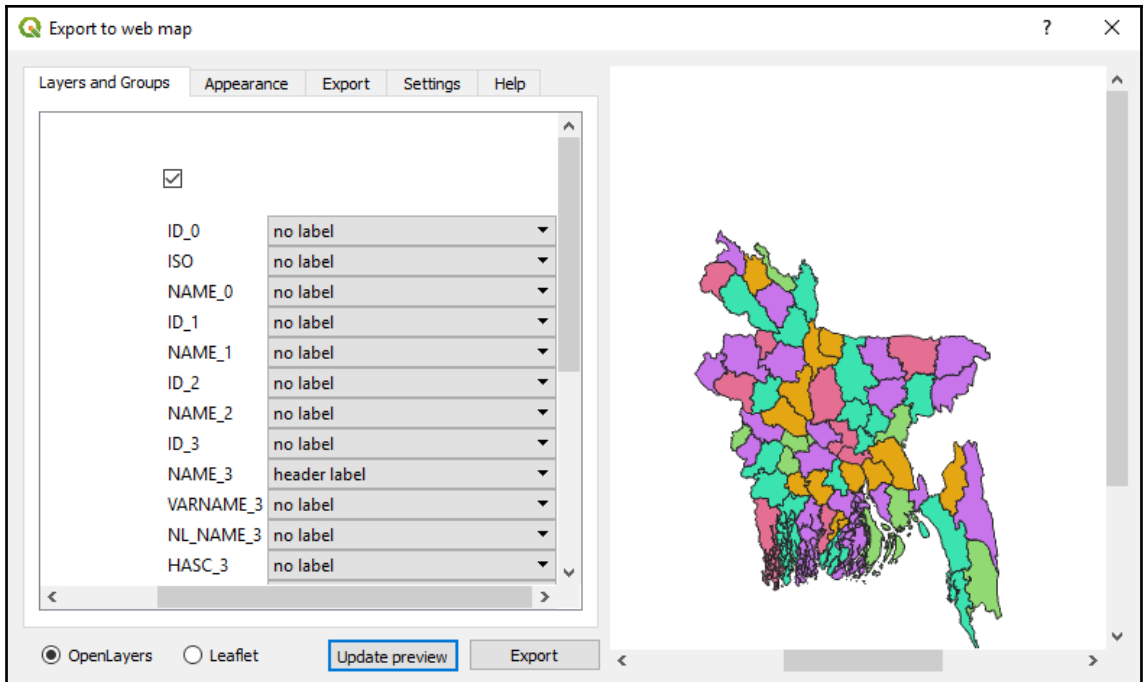 Export to web map
?
Layers and Groups Appearance Export Settings Help
ID_0 no label
ISO no label
NAME_0 no label
ID_1 no label
NAME_1 no label
ID_2 no label
NAME_2 no label
ID_3 no label
NAME_3 header label
VARNAME_3 no label
NL_NAME_3 no label
HASC_3 no label
OpenLayers Leaflet Update preview Export